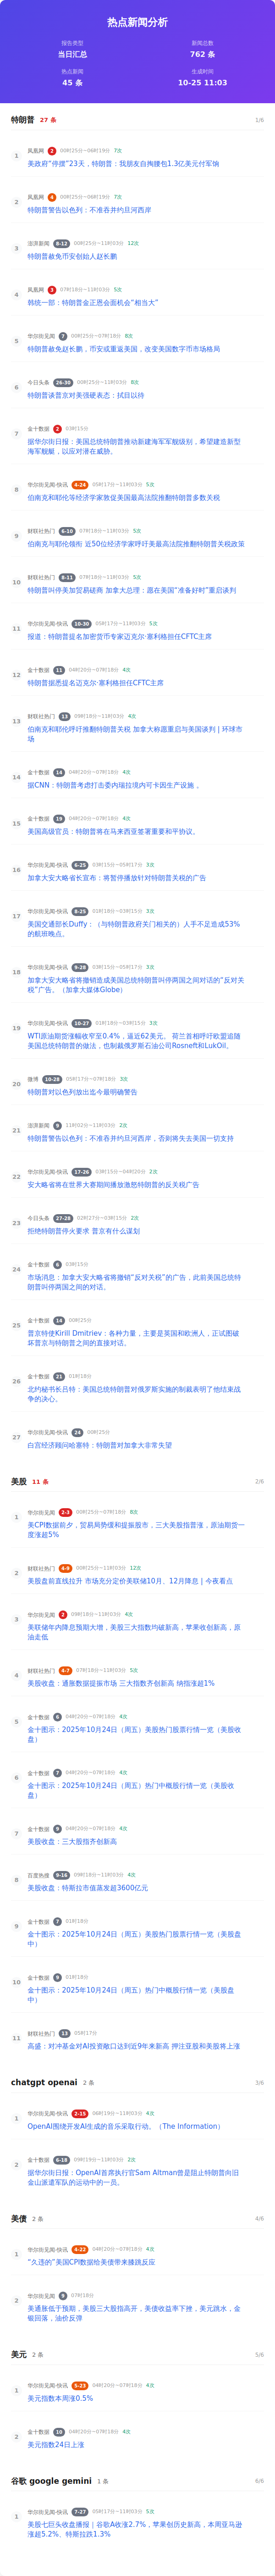 热点新闻分析
报告类型
当日汇总
新闻总数
762 条
热点新闻
45 条
生成时间
10-25 11:03
特朗普 27 条 1/6
1
凤凰网 2 00时25分~06时19分 7次
美政府“停摆”23天，特朗普：我朋友自掏腰包1.3亿美元付军饷
2
凤凰网 4 00时25分~06时19分 7次
特朗普警告以色列：不准吞并约旦河西岸
3
澎湃新闻 8-12 00时25分~11时03分 12次
特朗普赦免币安创始人赵长鹏
4
凤凰网 3 07时18分~11时03分 5次
韩统一部：特朗普金正恩会面机会“相当大”
5
华尔街见闻 7 00时25分~07时18分 8次
特朗普赦免赵长鹏，币安或重返美国，改变美国数字货币市场格局
6
今日头条 26-30 00时25分~11时03分 8次
特朗普谈普京对美强硬表态：拭目以待
7
金十数据 2 03时15分
据华尔街日报：美国总统特朗普推动新建海军军舰级别，希望建造新型
海军舰艇，以应对潜在威胁。
8
华尔街见闻-快讯 4-24 05时17分~11时03分 5次
伯南克和耶伦等经济学家敦促美国最高法院推翻特朗普多数关税
9
财联社热门 6-10 07时18分~11时03分 5次
伯南克与耶伦领衔 近50位经济学家呼吁美最高法院推翻特朗普关税政策
10
财联社热门 8-11 07时18分~11时03分 5次
特朗普叫停美加贸易磋商 加拿大总理：愿在美国“准备好时”重启谈判
11
华尔街见闻-快讯 10-30 05时17分~11时03分 5次
报道：特朗普提名加密货币专家迈克尔·塞利格担任CFTC主席
12
金十数据 11 04时20分~07时18分 4次
特朗普据悉提名迈克尔·塞利格担任CFTC主席
13
财联社热门 13 09时18分~11时03分 4次
伯南克和耶伦呼吁推翻特朗普关税 加拿大称愿重启与美国谈判 | 环球市
场
14
金十数据 14 04时20分~07时18分 4次
据CNN：特朗普考虑打击委内瑞拉境内可卡因生产设施 。
15
金十数据 19 04时20分~07时18分 4次
美国高级官员：特朗普将在马来西亚签署重要和平协议。
16
华尔街见闻-快讯 6-25 03时15分~05时17分 3次
加拿大安大略省长宣布：将暂停播放针对特朗普关税的广告
17
华尔街见闻-快讯 8-25 01时18分~03时15分 3次
美国交通部长Duffy：（与特朗普政府关门相关的）人手不足造成53%
的航班晚点。
18
华尔街见闻-快讯 9-28 03时15分~05时17分 3次
加拿大安大略省将撤销造成美国总统特朗普叫停两国之间对话的“反对关
税”广告。（加拿大媒体Globe）
19
华尔街见闻-快讯 10-27 01时18分~03时15分 3次
WTI原油期货涨幅收窄至0.4%，逼近62美元。 荷兰首相呼吁欧盟追随
美国总统特朗普的做法，也制裁俄罗斯石油公司Rosneft和LukOil。
20
微博 10-28 05时17分~07时18分 3次
特朗普对以色列放出迄今最明确警告
21
澎湃新闻 9 11时02分~11时03分 2次
特朗普警告以色列：不准吞并约旦河西岸，否则将失去美国一切支持
22
华尔街见闻-快讯 17-26 03时15分~04时20分 2次
安大略省将在世界大赛期间播放激怒特朗普的反关税广告
23
今日头条 27-28 02时27分~03时15分 2次
拒绝特朗普停火要求 普京有什么谋划
24
金十数据 6 03时15分
市场消息：加拿大安大略省将撤销“反对关税”的广告，此前美国总统特
朗普叫停两国之间的对话。
25
金十数据 14 00时25分
普京特使Kirill Dmitriev：各种力量，主要是英国和欧洲人，正试图破
坏普京与特朗普之间的直接对话。
26
金十数据 21 01时18分
北约秘书长吕特：美国总统特朗普对俄罗斯实施的制裁表明了他结束战
争的决心。
27
华尔街见闻-快讯 24 00时25分
白宫经济顾问哈塞特：特朗普对加拿大非常失望
美股 11 条 2/6
1
华尔街见闻 2-3 00时25分~07时18分 8次
美CPI数据前夕，贸易局势缓和提振股市，三大美股指普涨，原油期货一
度涨超5%
2
财联社热门 4-9 00时25分~11时03分 12次
美股盘前直线拉升 市场充分定价美联储10月、12月降息 | 今夜看点
3
华尔街见闻 2 09时18分~11时03分 4次
美联储年内降息预期大增，美股三大指数均破新高，苹果收创新高，原
油走低
4
财联社热门 4-7 07时18分~11时03分 5次
美股收盘：通胀数据提振市场 三大指数齐创新高 纳指涨超1%
5
金十数据 6 04时20分~07时18分 4次
金十图示：2025年10月24日（周五）美股热门股票行情一览（美股收
盘）
6
金十数据 7 04时20分~07时18分 4次
金十图示：2025年10月24日（周五）热门中概股行情一览（美股收
盘）
7
金十数据 9 04时20分~07时18分 4次
美股收盘：三大股指齐创新高
8
百度热搜 9-16 09时18分~11时03分 4次
美股收盘：特斯拉市值蒸发超3600亿元
9
金十数据 7 01时18分
金十图示：2025年10月24日（周五）美股热门股票行情一览（美股盘
中）
10
金十数据 9 01时18分
金十图示：2025年10月24日（周五）热门中概股行情一览（美股盘
中）
11
财联社热门 13 05时17分
高盛：对冲基金对AI投资敞口达到近9年来新高 押注亚股和美股将上涨
chatgpt openai 2 条 3/6
1
华尔街见闻-快讯 2-15 06时19分~11时03分 4次
OpenAI围绕开发AI生成的音乐采取行动。（The Information）
2
金十数据 6-18 09时19分~11时03分 2次
据华尔街日报：OpenAI首席执行官Sam Altman曾是阻止特朗普向旧
金山派遣军队的运动中的一员。
美债 2 条 4/6
1
华尔街见闻-快讯 4-22 04时20分~07时18分 4次
“久违的”美国CPI数据给美债带来膝跳反应
2
华尔街见闻 9 07时18分
美通胀低于预期，美股三大股指高开，美债收益率下挫，美元跳水，金
银回落，油价反弹
美元 2 条 5/6
1
华尔街见闻-快讯 5-23 04时20分~07时18分 4次
美元指数本周涨0.5%
2
金十数据 10 04时20分~07时18分 4次
美元指数24日上涨
谷歌 google gemini 1 条 6/6
1
华尔街见闻-快讯 7-27 05时17分~11时03分 5次
美股七巨头收盘播报｜谷歌A收涨2.7%，苹果创历史新高，本周亚马逊
涨超5.2%、特斯拉跌1.3%